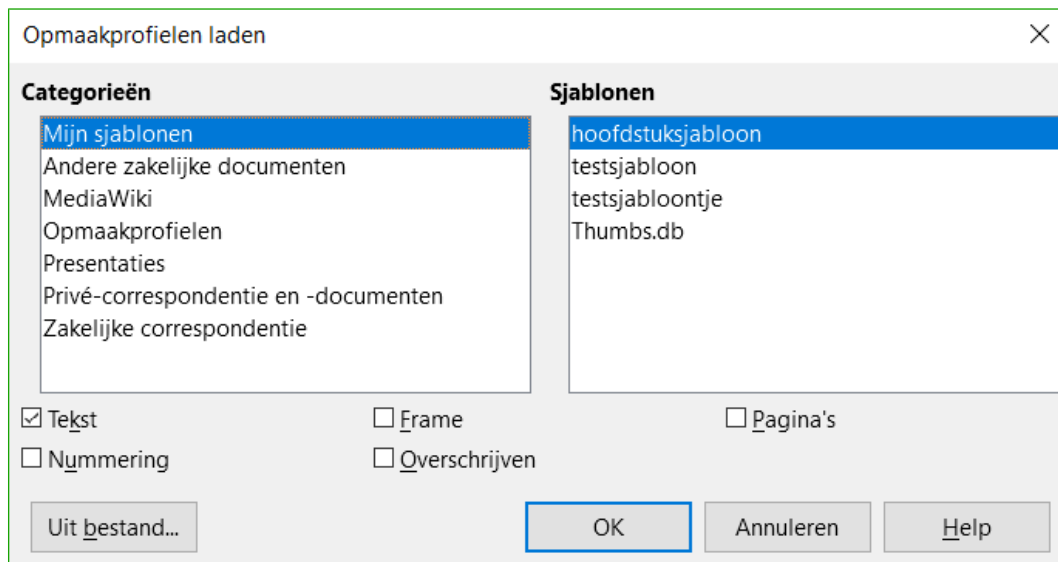 Opmaakprofielen laden
Categorieën
Mijn sjablonen
Andere zakelijke documenten
MediaWiki
Opmaakprofielen
Presentaties
Privé-correspondentie en -documenten
Zakelijke correspondentie
Sjablonen
hoofdstuksjabloon
testsjabloon
testsjabloontje
Thumbs.db
Tekst Frame Pagina's
Nummering Overschrijven
Uit bestand... OK Annuleren Help